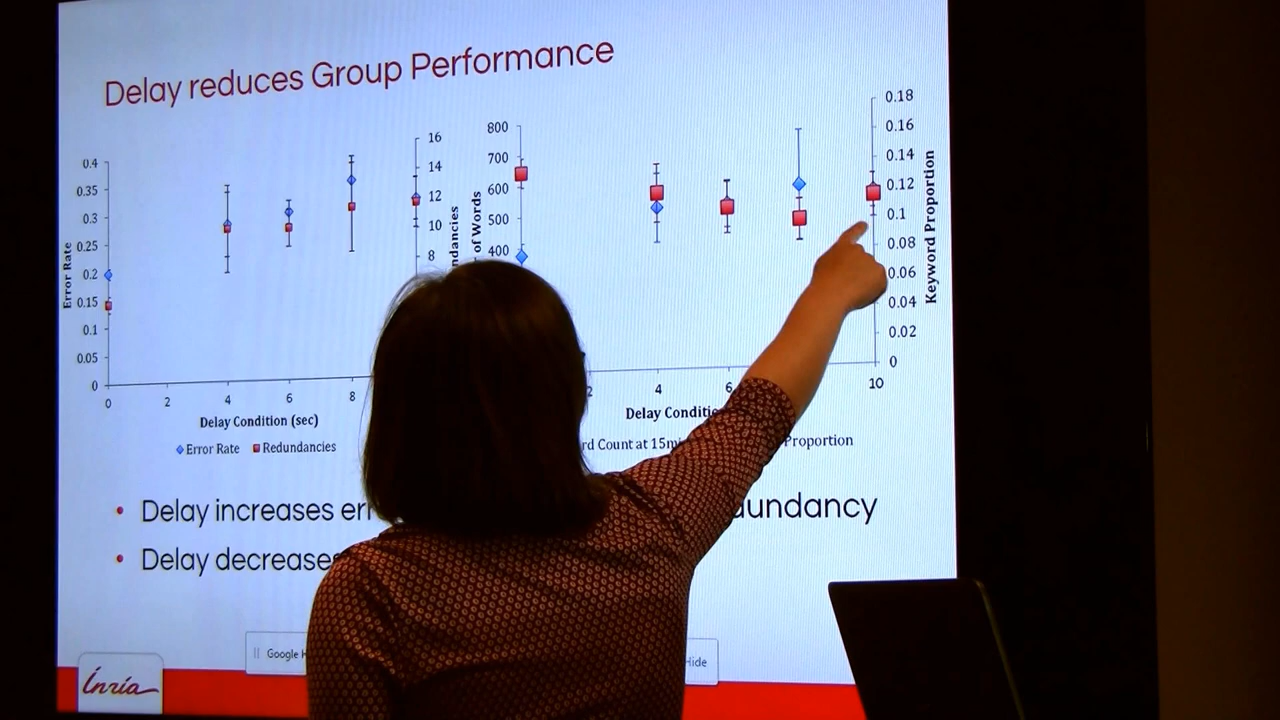 Delay reduces Group Performance
0.4
0.35
0.3
0.25
0.2
0.15
0.1
0.05
0
Error Rate
16
14
12
10
8
ndancies
0 2 4 6 8
Delay Condition (sec)
Error Rate Redundancies
800
700
600
500
400
of Words
0.18
0.16
0.14
0.12
0.1
0.08
0.06
0.04
0.02
0
Keyword Proportion
2 4 6 10
Delay Conditio
rd Count at 15mi Proportion
• Delay increases err dundancy
• Delay decreases
Google H Hide
Inria